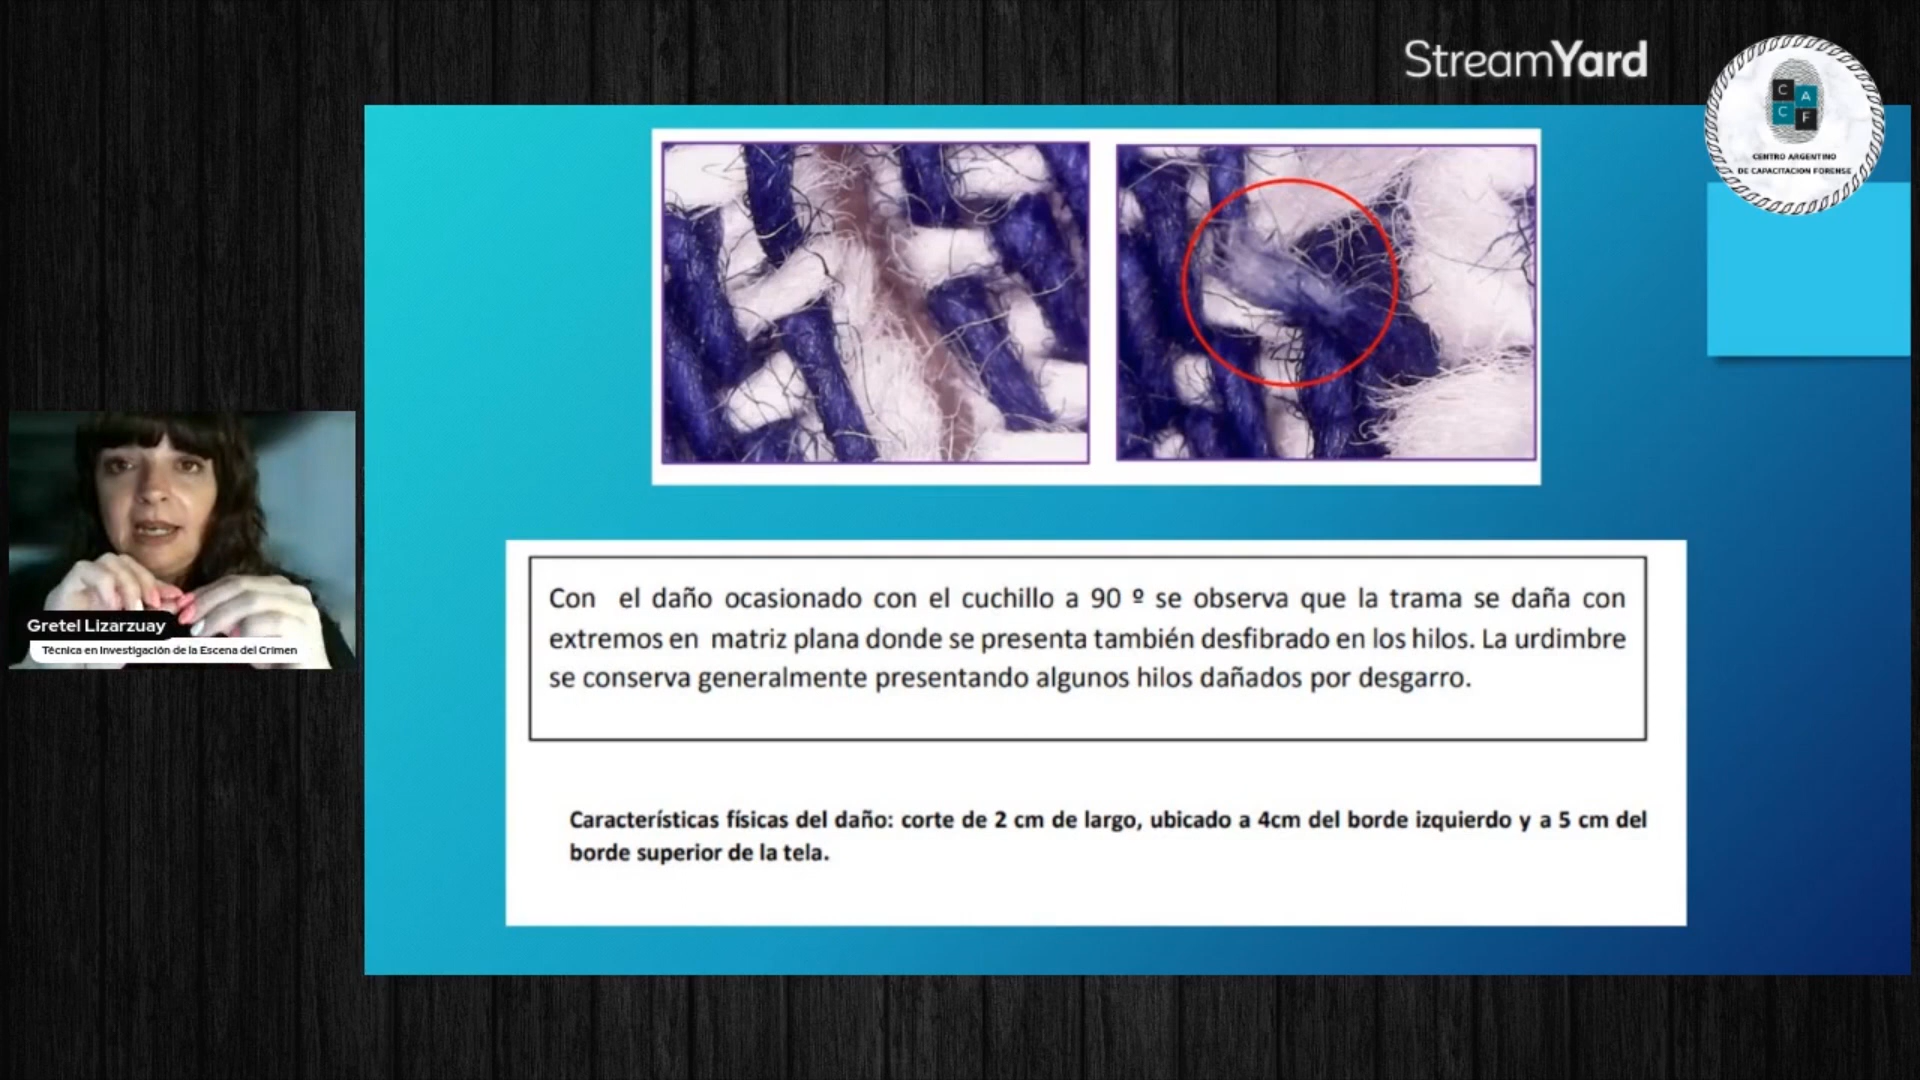 StreamYard
C
A
C
F
CENTRO ARGENTINO
DE CAPACITACION FORENSE
Gretel Lizarzuay
Técnica en Investigación de la Escena del Crimen
Con el daño ocasionado con el cuchillo a 90 º se observa que la trama se daña con
extremos en matriz plana donde se presenta también desfibrado en los hilos. La urdimbre
se conserva generalmente presentando algunos hilos dañados por desgarro.
Características físicas del daño: corte de 2 cm de largo, ubicado a 4cm del borde izquierdo y a 5 cm del
borde superior de la tela.